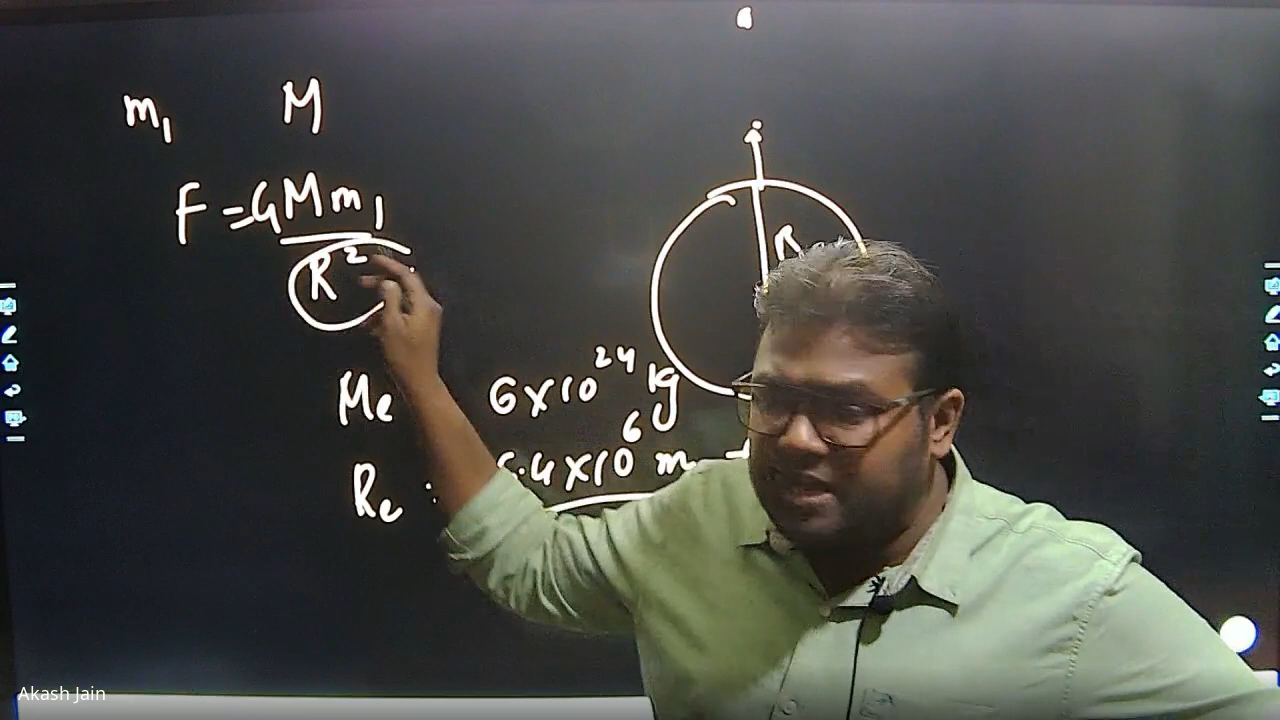 m₁ M
F = GMm₁
R²
R
Me 6×10²⁴ kg
Re : 6.4×10⁶ m
Akash Jain